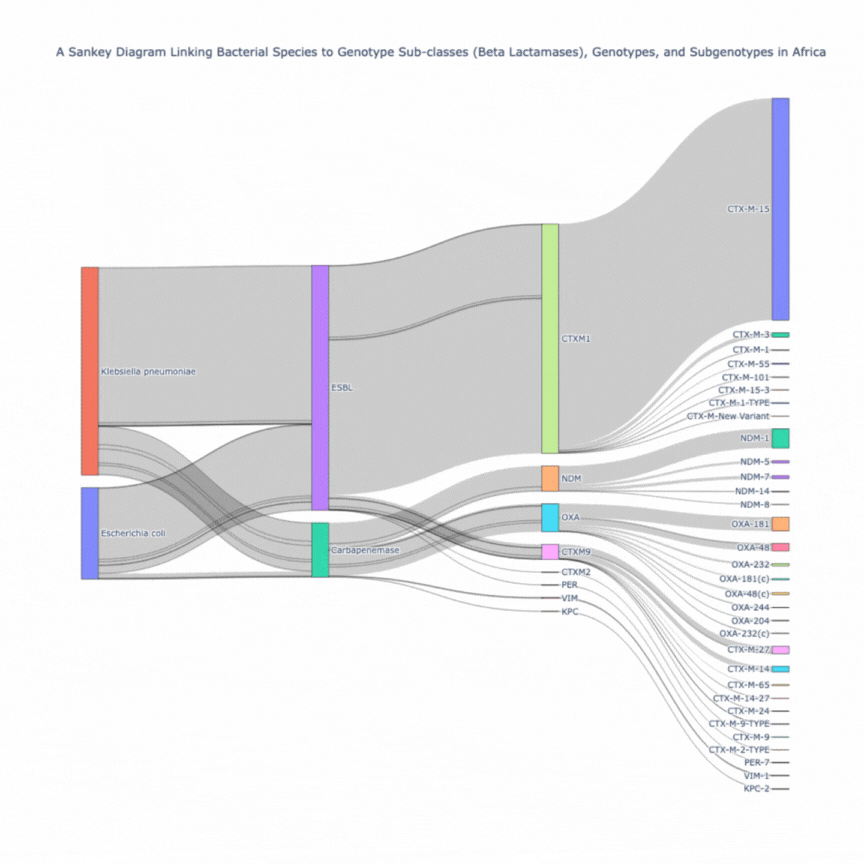 A Sankey Diagram Linking Bacterial Species to Genotype Sub-classes (Beta Lactamases), Genotypes, and Subgenotypes in Africa
Klebsiella pneumoniae
Escherichia coli
ESBL
Carbapenemase
CTXM1
NDM
OXA
CTXM9
CTXM2
PER
VIM
KPC
CTX-M-15
CTX-M-3
CTX-M-1
CTX-M-55
CTX-M-101
CTX-M-15-3
CTX-M-1-TYPE
CTX-M-New Variant
NDM-1
NDM-5
NDM-7
NDM-14
NDM-8
OXA-181
OXA-48
OXA-232
OXA-181(c)
OXA-48(c)
OXA-244
OXA-204
OXA-232(c)
CTX-M-27
CTX-M-14
CTX-M-65
CTX-M-14-27
CTX-M-24
CTX-M-9-TYPE
CTX-M-9
CTX-M-2-TYPE
PER-7
VIM-1
KPC-2